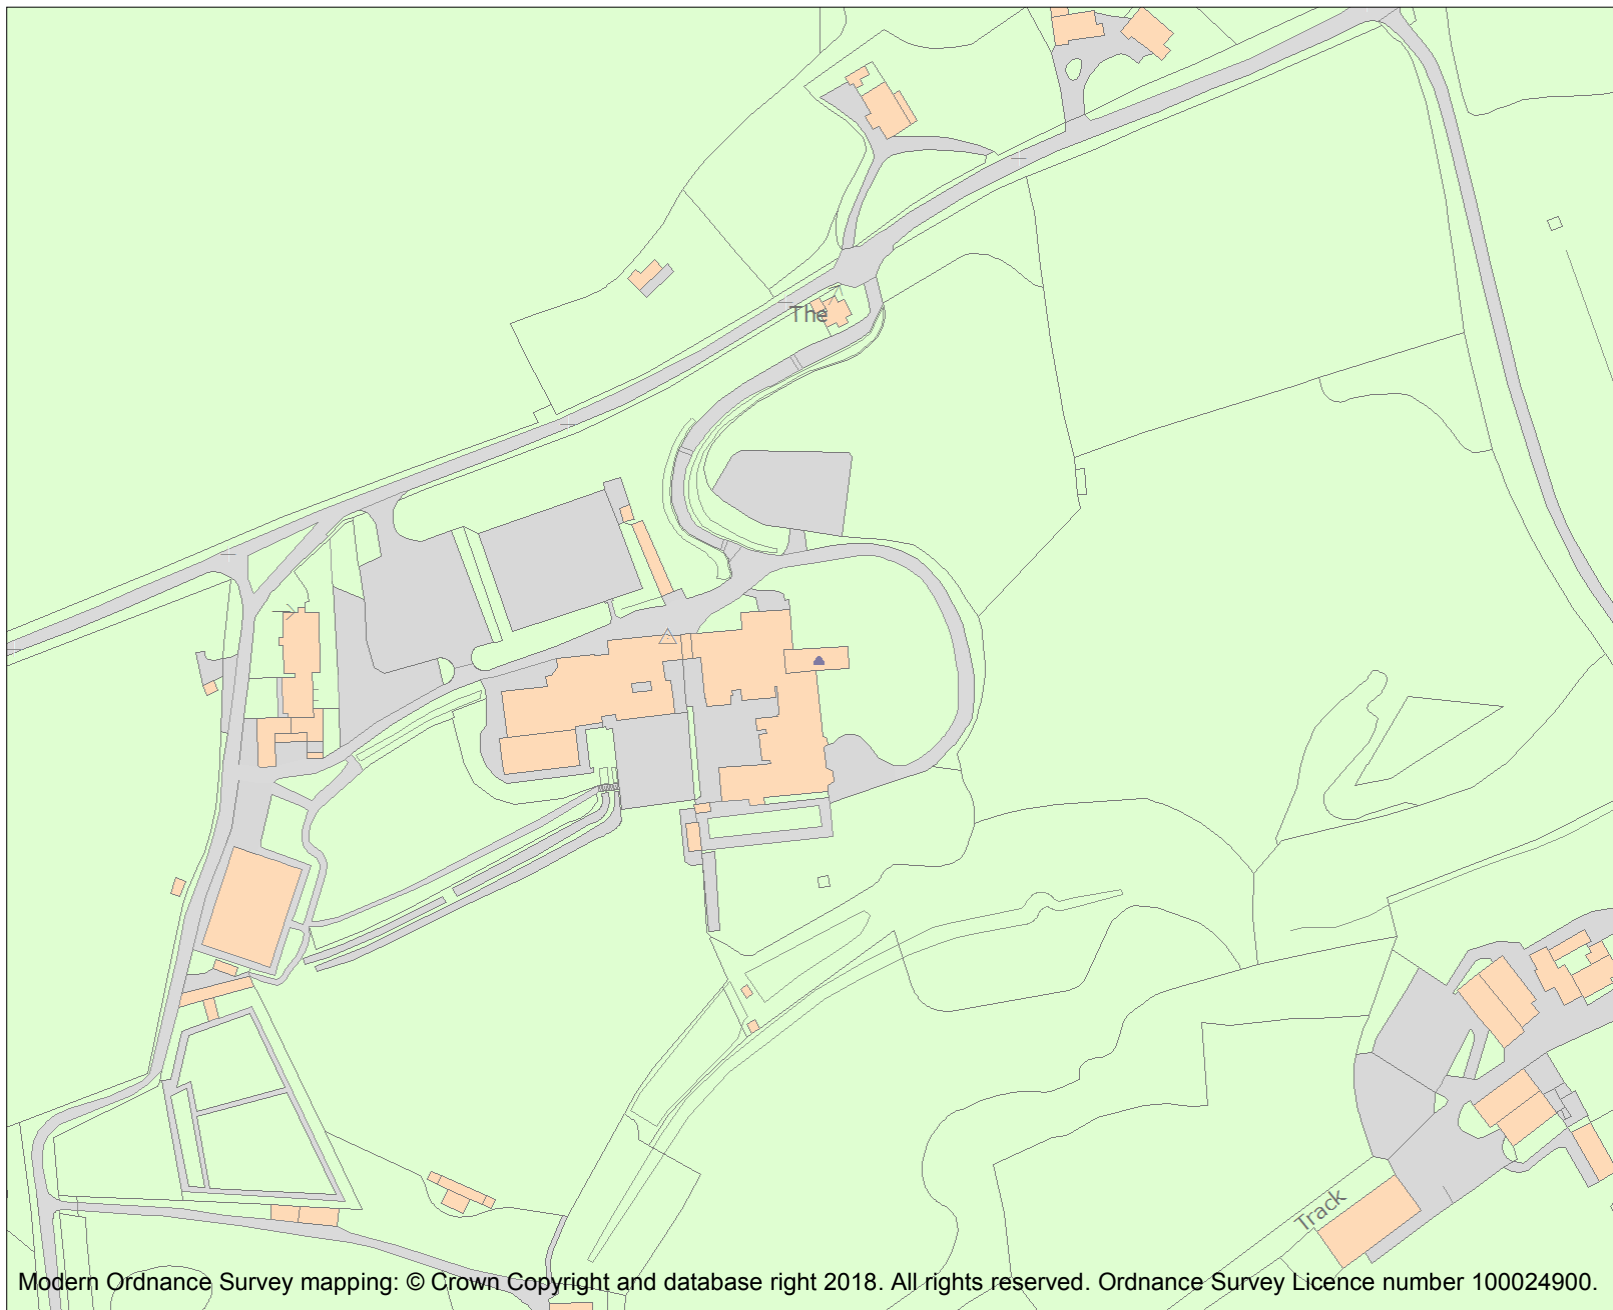 The
Track
Modern Ordnance Survey mapping: © Crown Copyright and database right 2018. All rights reserved. Ordnance Survey Licence number 100024900.